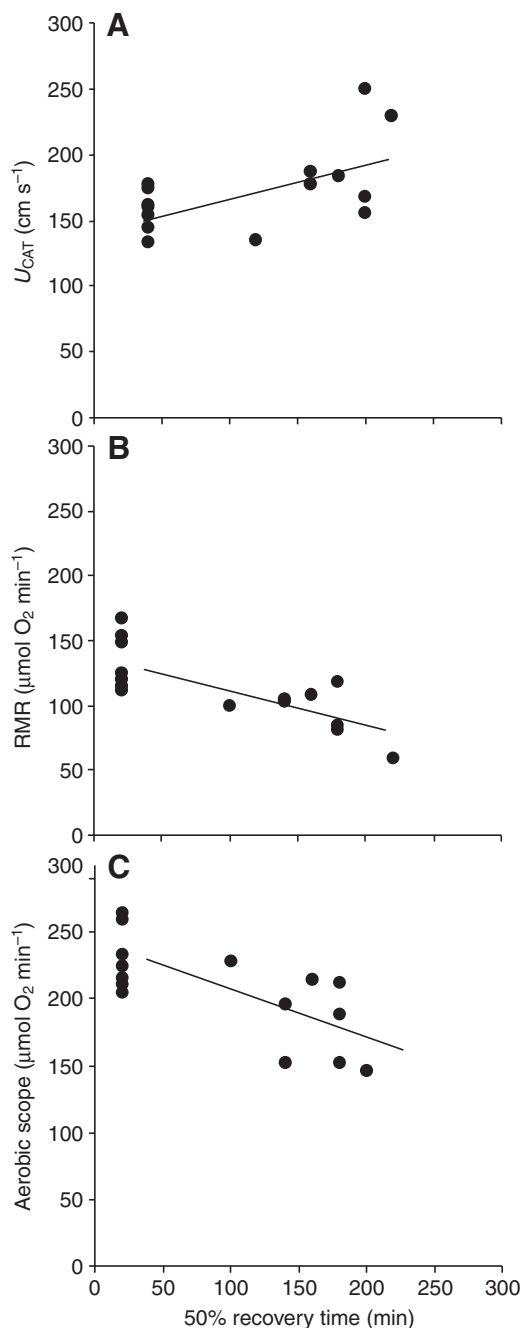 A
300
250
200
150
100
50
0
U_CAT (cm s⁻¹)
B
300
250
200
150
100
50
0
RMR (µmol O₂ min⁻¹)
C
300
250
200
150
100
50
0
Aerobic scope (µmol O₂ min⁻¹)
0 50 100 150 200 250 300
50% recovery time (min)